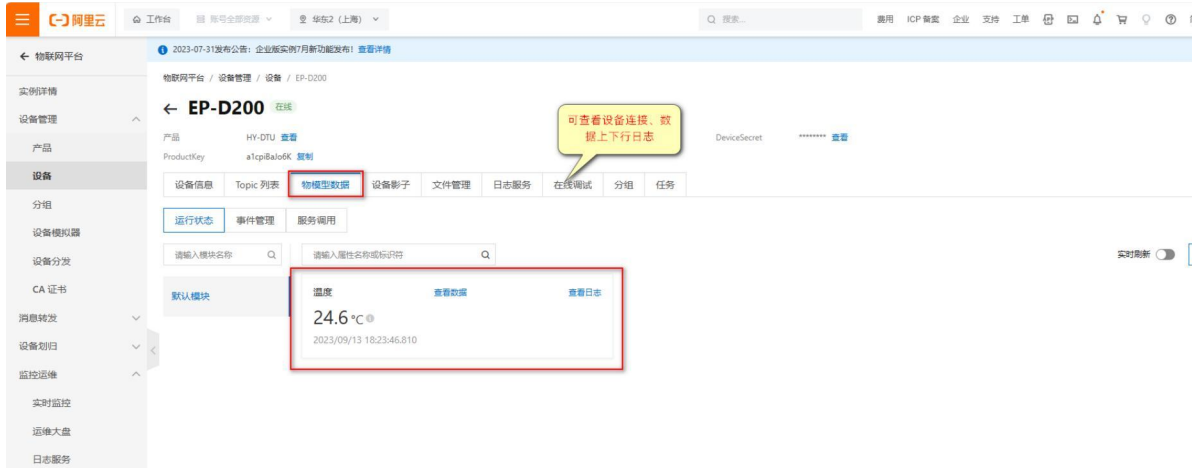 阿里云 工作台 账号全部资源 华东2（上海） 搜索... 费用 ICP 备案 企业 支持 工单
物联网平台
2023-07-31发布公告：企业版实例7月新功能发布！查看详情
物联网平台 / 设备管理 / 设备 / EP-D200
实例详情
EP-D200 在线
可查看设备连接、数
据上下行日志
设备管理
产品 HY-DTU 查看
DeviceSecret ******** 查看
产品
ProductKey a1cpiBaJo6K 复制
设备
设备信息 Topic 列表 物模型数据 设备影子 文件管理 日志服务 在线调试 分组 任务
分组
运行状态 事件管理 服务调用
设备模拟器
请输入模块名称 请输入属性名称或标识符 实时刷新
设备分发
CA 证书
默认模块
温度 查看数据 查看日志
24.6 °C
2023/09/13 18:23:46.810
消息转发
设备划归
监控运维
实时监控
运维大盘
日志服务